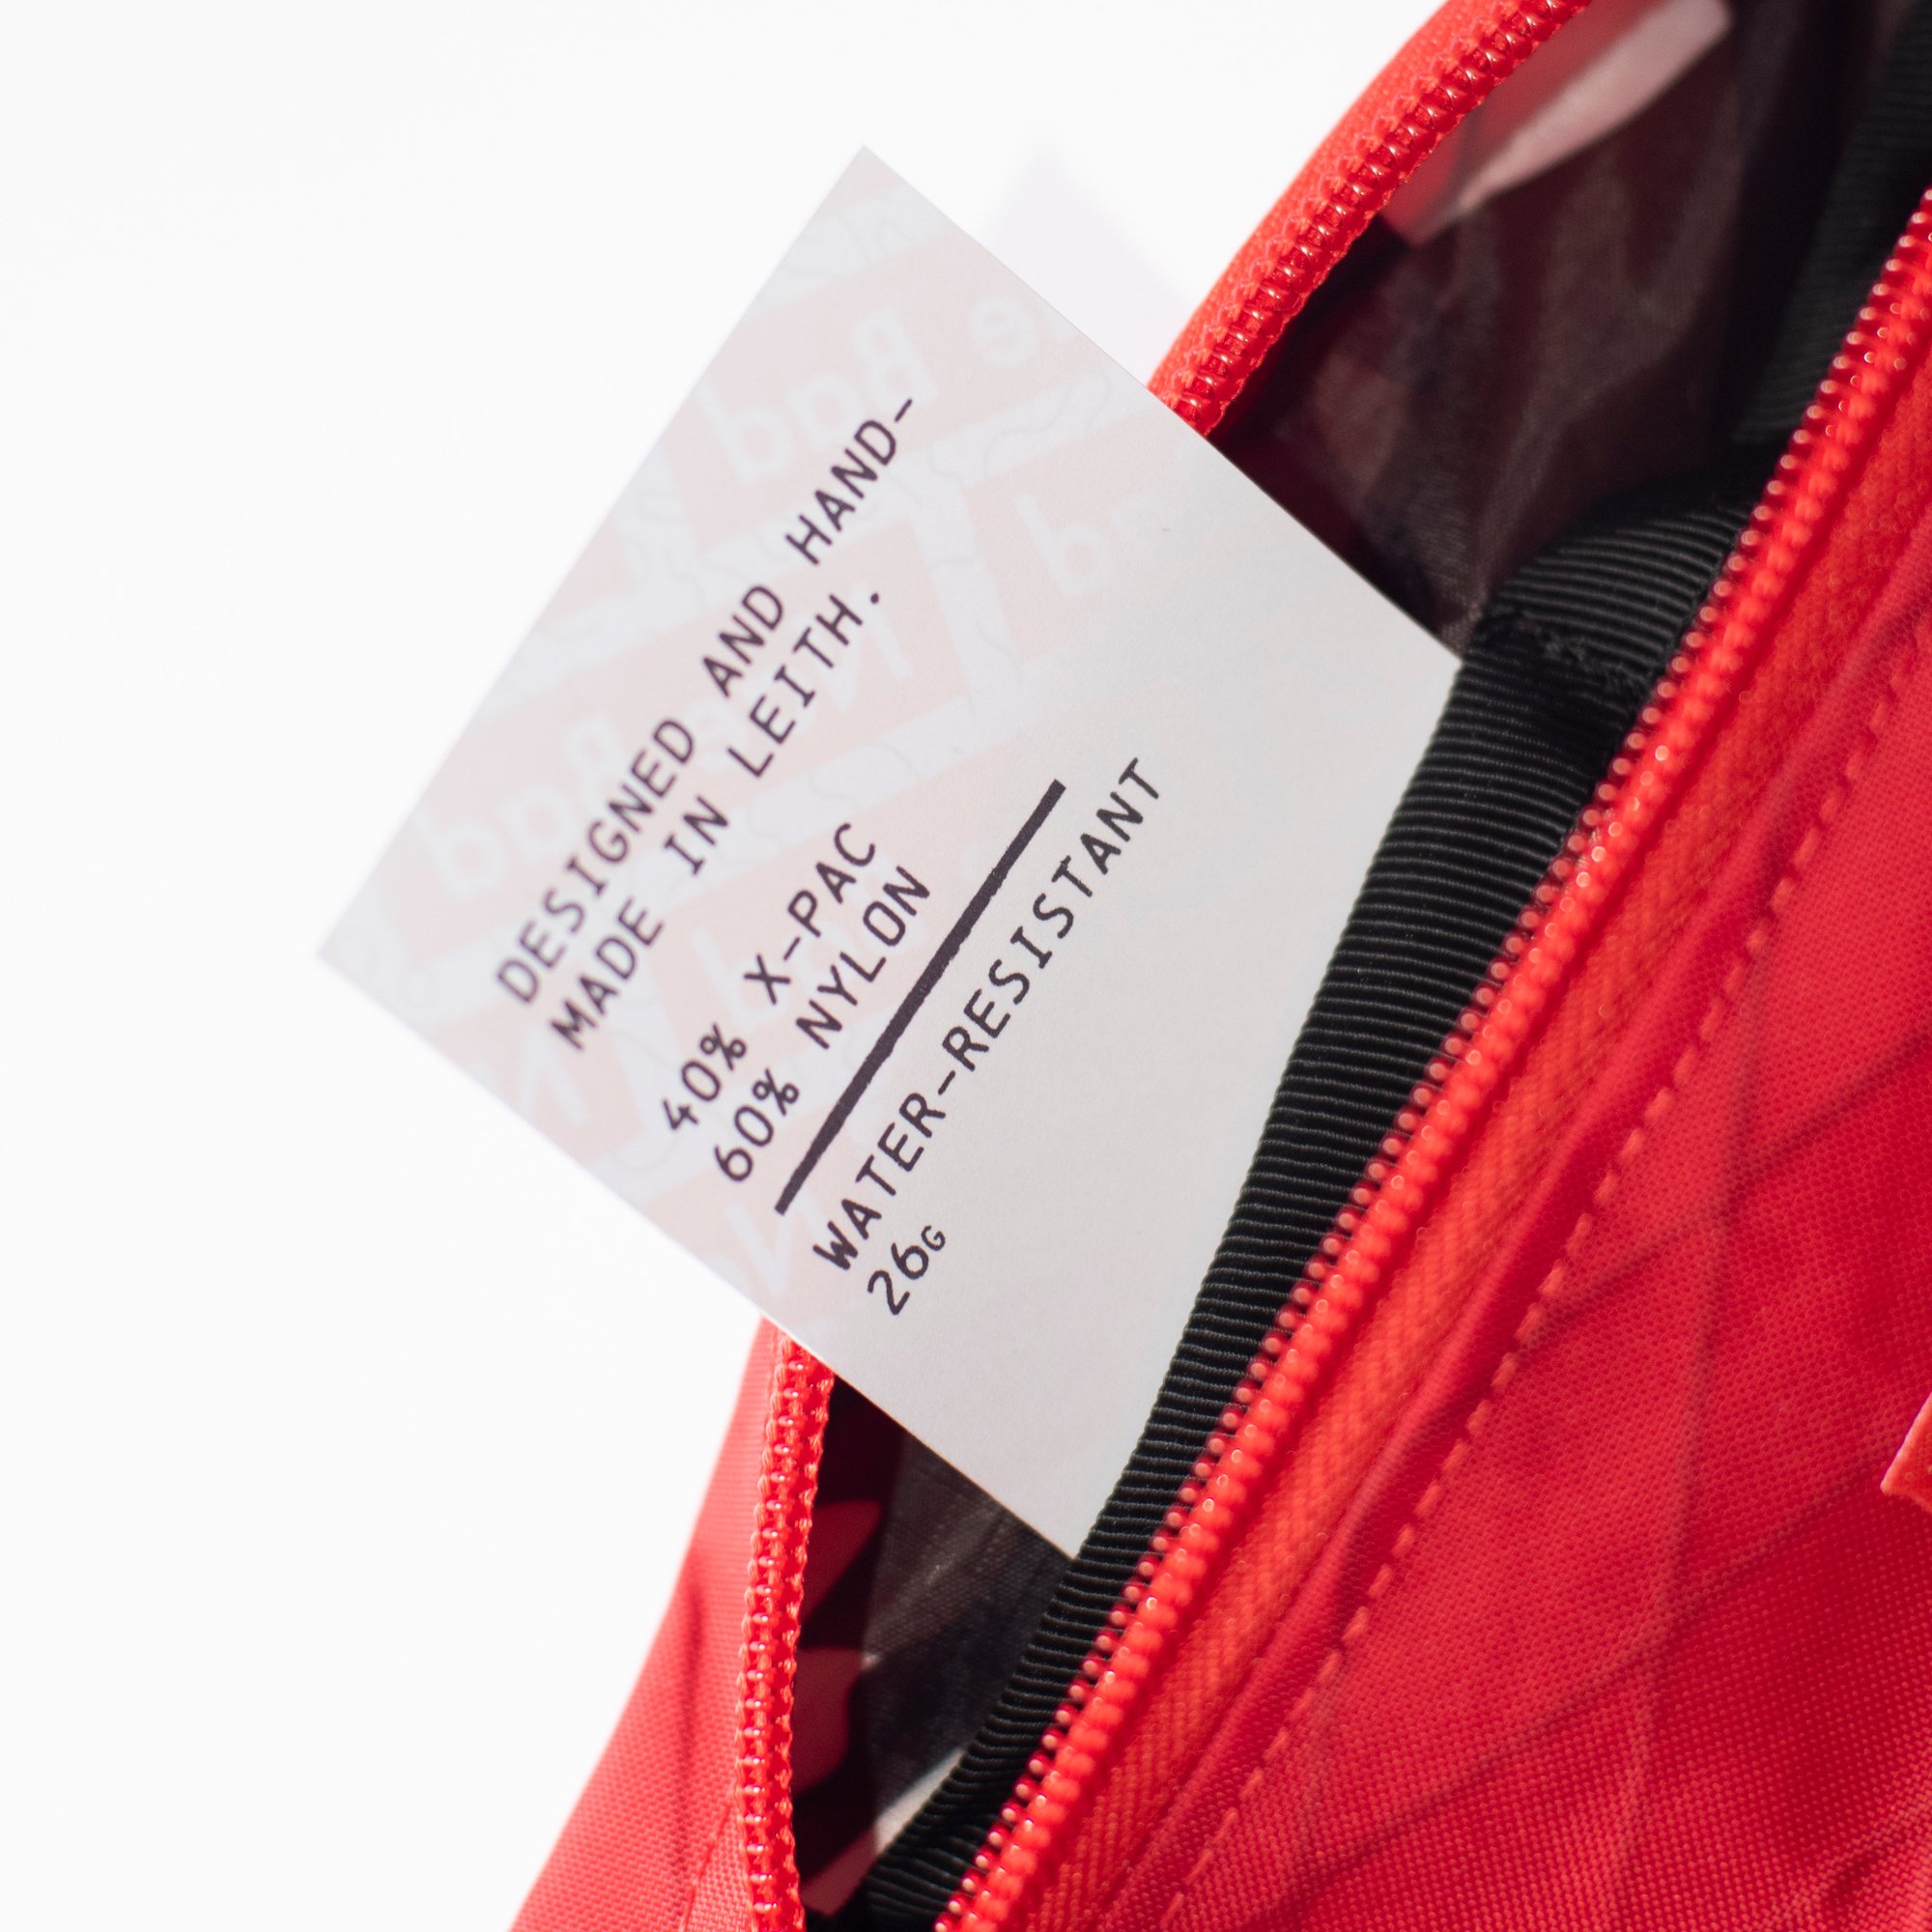 DESIGNED AND HAND-
MADE IN LEITH.
40% X-PAC
60% NYLON
WATER-RESISTANT
26G